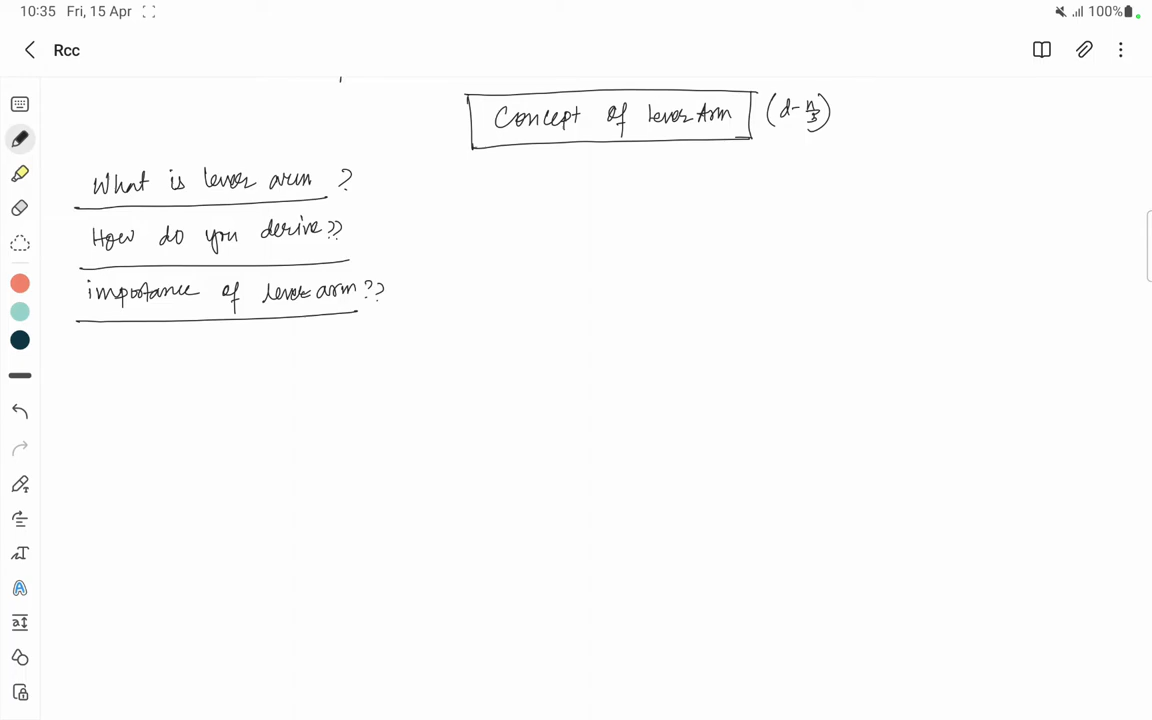 10:35 Fri, 15 Apr 100%
Rcc
Concept of lever Arm (d-n/3)
What is lever arm ?
How do you derive??
importance of lever arm??